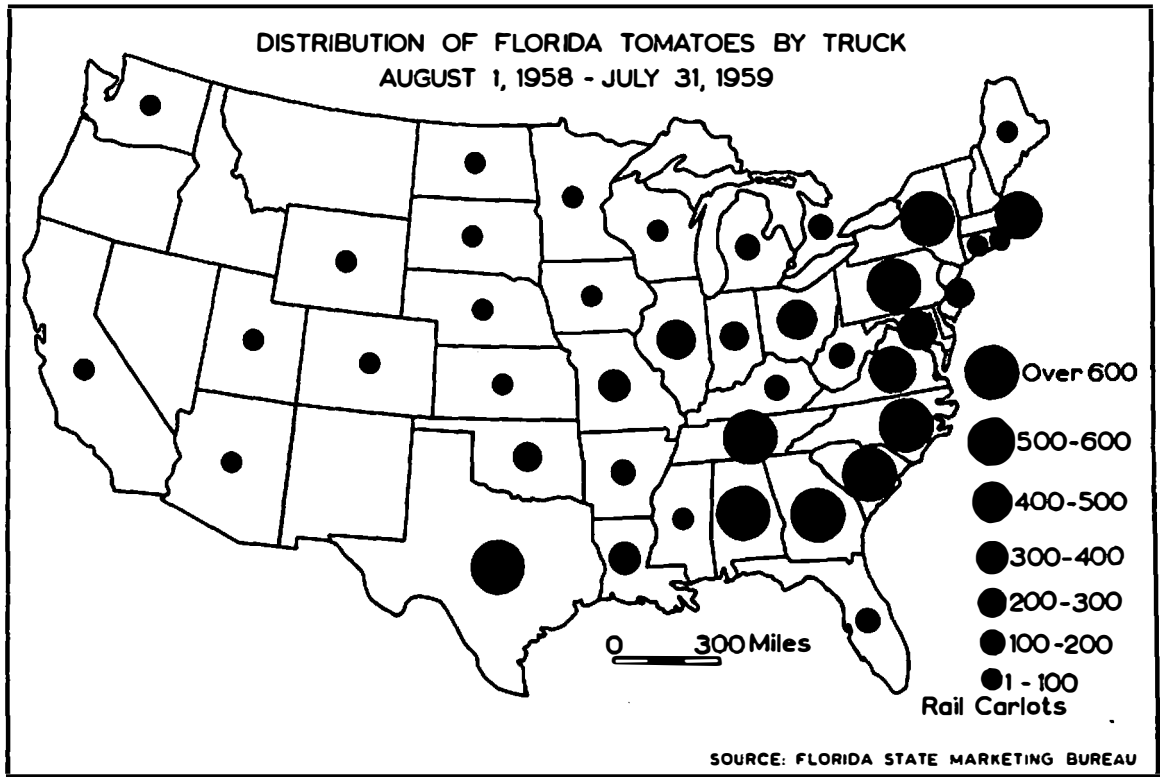 DISTRIBUTION OF FLORIDA TOMATOES BY TRUCK
AUGUST 1, 1958 - JULY 31, 1959
Over 600
500-600
400-500
300-400
200-300
100-200
1 - 100
Rail Carlots
0 300 Miles
SOURCE: FLORIDA STATE MARKETING BUREAU